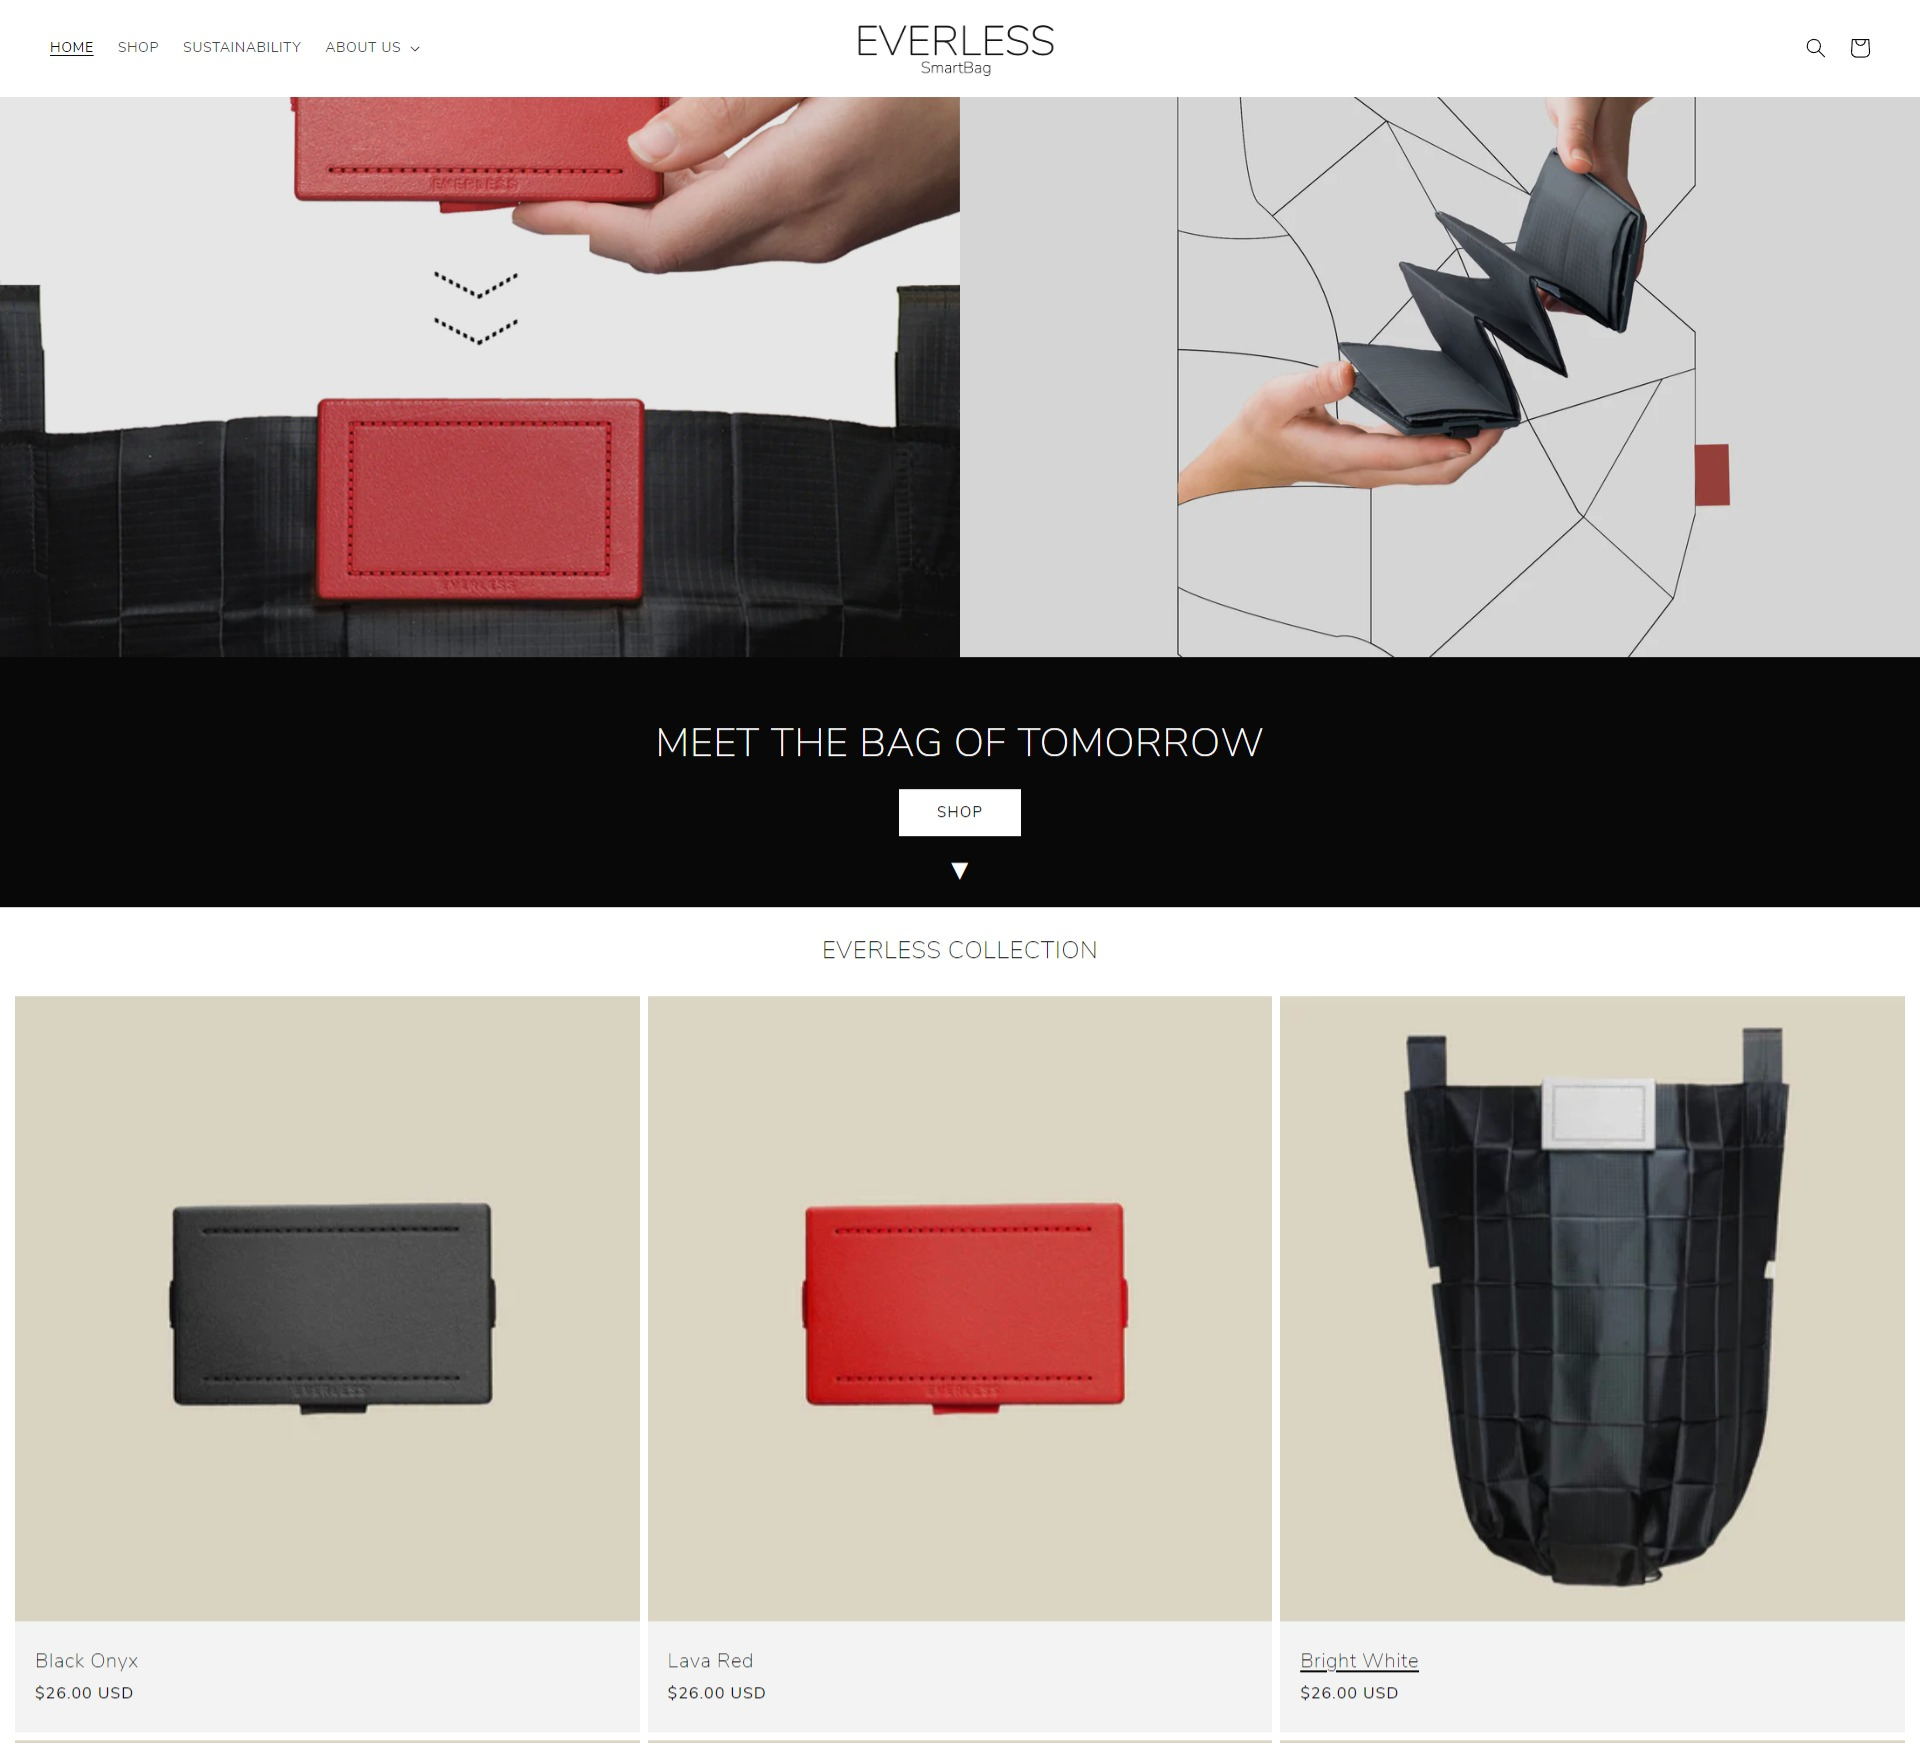 HOME SHOP SUSTAINABILITY ABOUT US
EVERLESS
SmartBag
EVERLESS
EVERLESS
MEET THE BAG OF TOMORROW
SHOP
EVERLESS COLLECTION
EVERLESS
EVERLESS
Black Onyx
$26.00 USD
Lava Red
$26.00 USD
Bright White
$26.00 USD